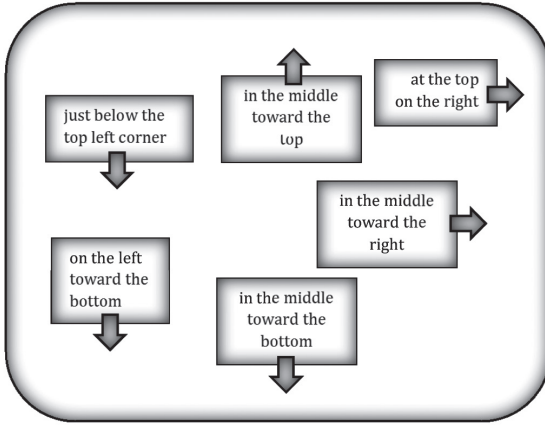 in the middle
toward the
top
at the top
on the right
just below the
top left corner
in the middle
toward the
right
on the left
toward the
bottom
in the middle
toward the
bottom